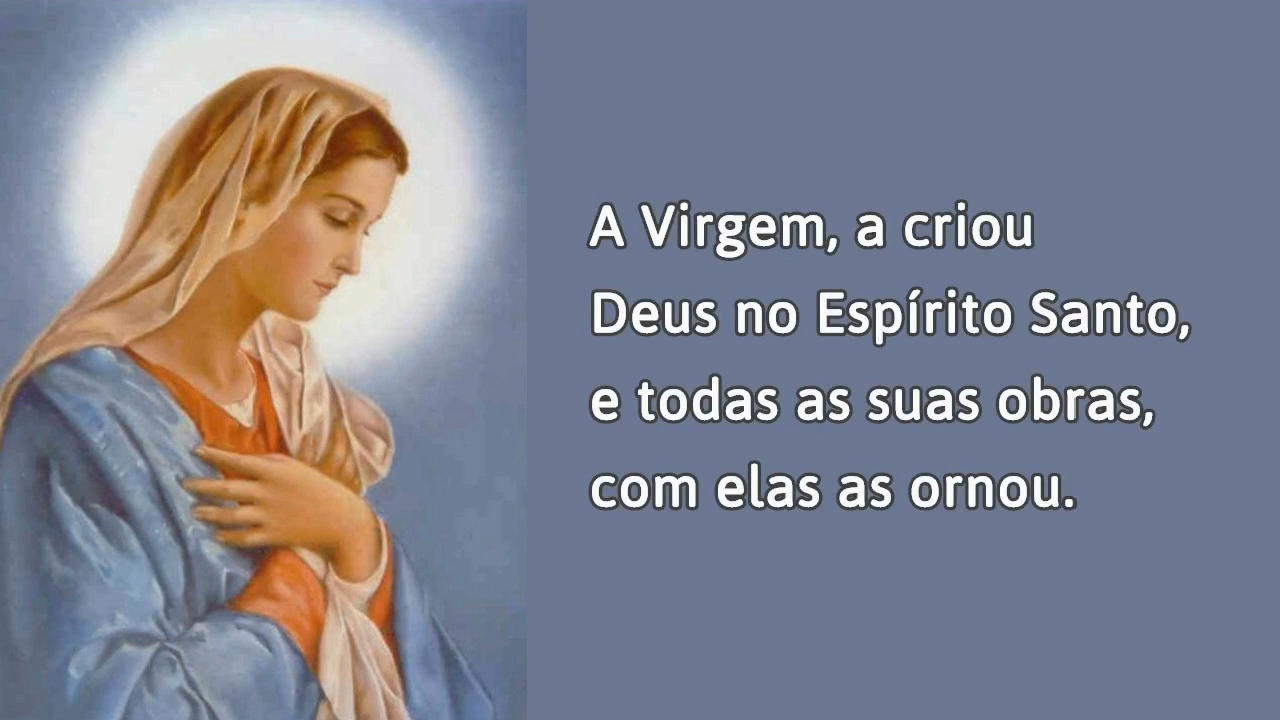 A Virgem, a criou
Deus no Espírito Santo,
e todas as suas obras,
com elas as ornou.